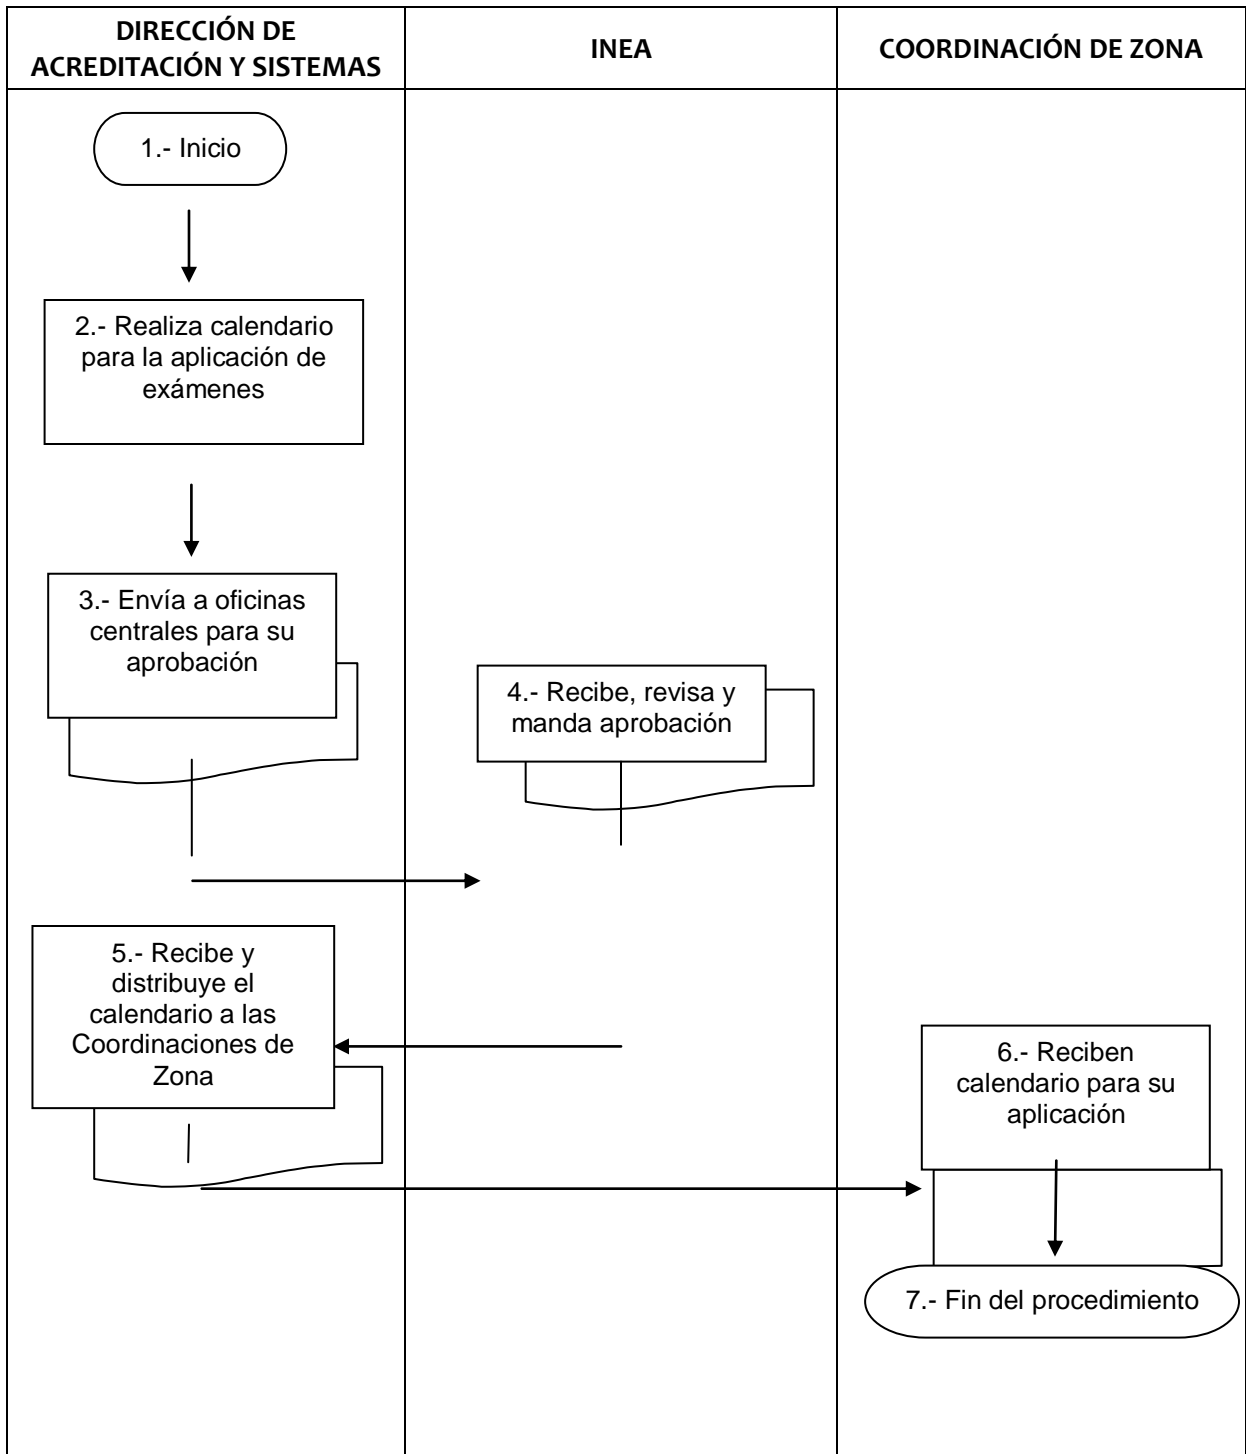 DIRECCIÓN DE
ACREDITACIÓN Y SISTEMAS
INEA
COORDINACIÓN DE ZONA
1.- Inicio
2.- Realiza calendario
para la aplicación de
exámenes
3.- Envía a oficinas
centrales para su
aprobación
4.- Recibe, revisa y
manda aprobación
5.- Recibe y
distribuye el
calendario a las
Coordinaciones de
Zona
6.- Reciben
calendario para su
aplicación
7.- Fin del procedimiento